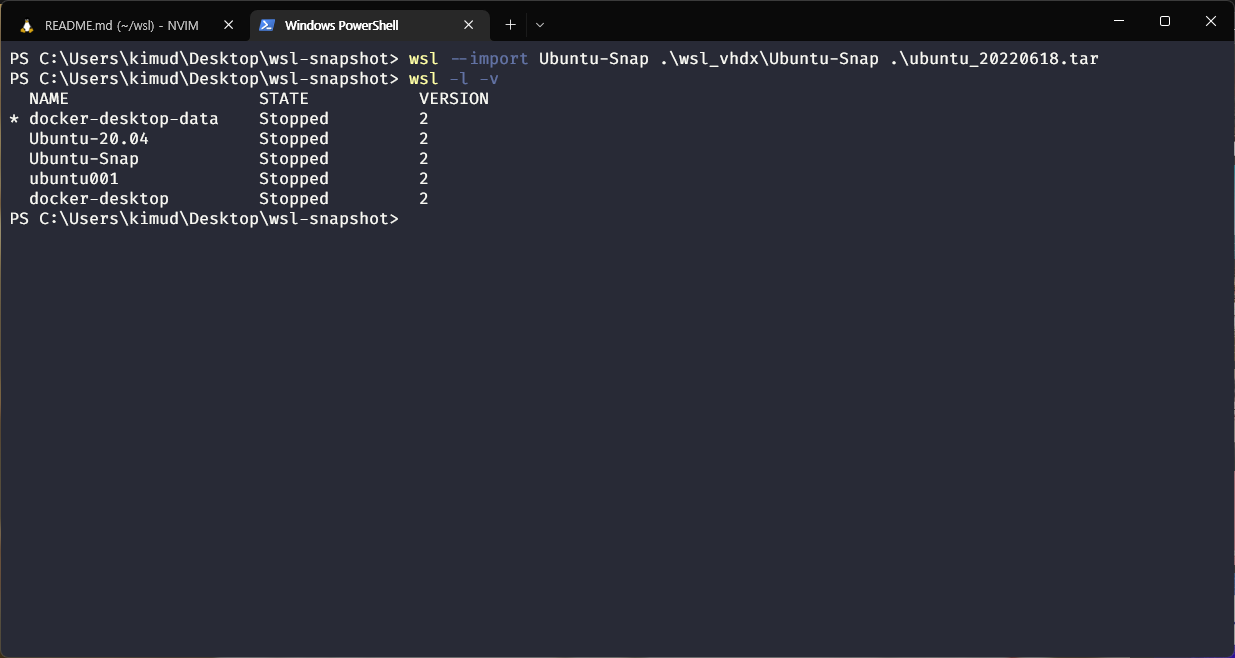 README.md (~/wsl) - NVIM
Windows PowerShell
PS C:\Users\kimud\Desktop\wsl-snapshot> wsl --import Ubuntu-Snap .\wsl_vhdx\Ubuntu-Snap .\ubuntu_20220618.tar
PS C:\Users\kimud\Desktop\wsl-snapshot> wsl -l -v
  NAME                   STATE           VERSION
* docker-desktop-data    Stopped         2
  Ubuntu-20.04           Stopped         2
  Ubuntu-Snap            Stopped         2
  ubuntu001              Stopped         2
  docker-desktop         Stopped         2
PS C:\Users\kimud\Desktop\wsl-snapshot>